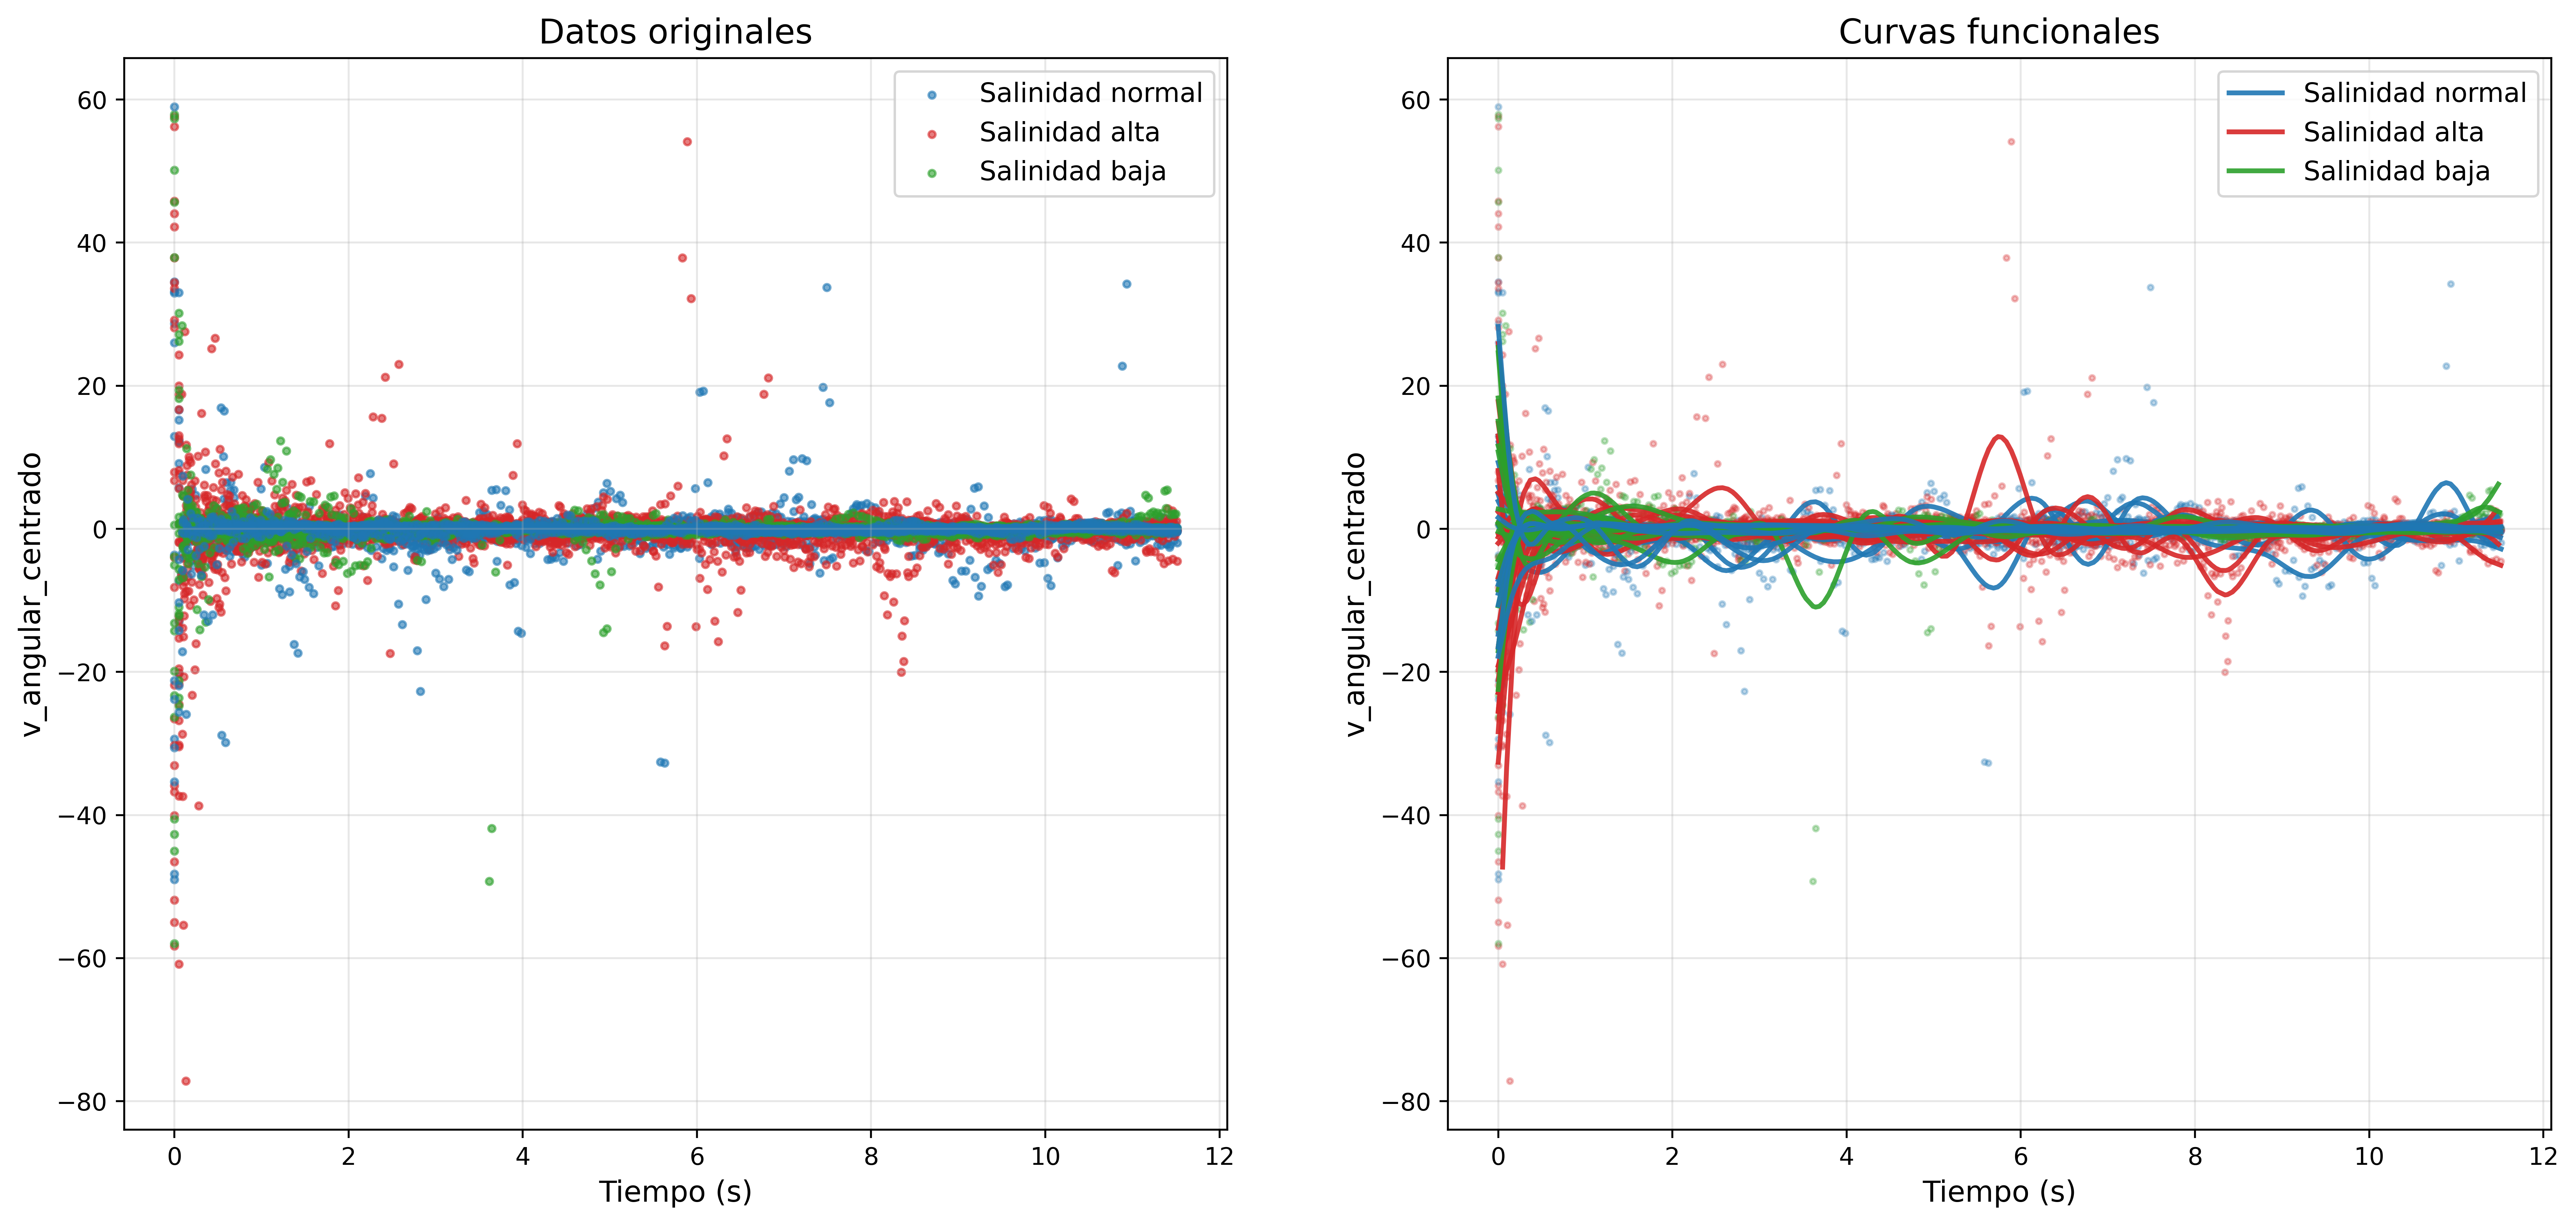 Datos originales
60
40
20
0
−20
−40
−60
−80
v_angular_centrado
Salinidad normal
Salinidad alta
Salinidad baja
0 2 4 6 8 10 12
Tiempo (s)
Curvas funcionales
60
40
20
0
−20
−40
−60
−80
v_angular_centrado
Salinidad normal
Salinidad alta
Salinidad baja
0 2 4 6 8 10 12
Tiempo (s)